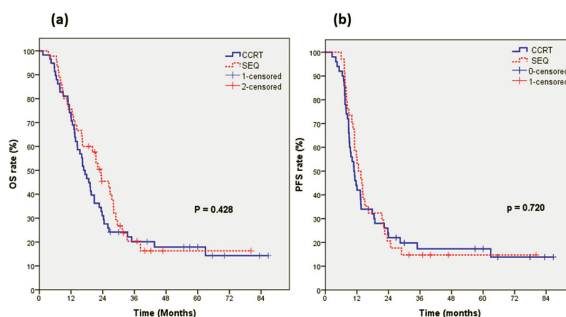 (a)
CCRT
SEQ
1-censored
2-censored
OS rate (%)
100
90
80
70
60
50
40
30
20
10
0
P = 0.428
0 12 24 36 48 60 72 84
Time (Months)
(b)
CCRT
SEQ
0-censored
1-censored
PFS rate (%)
100
90
80
70
60
50
40
30
20
10
0
p = 0.720
0 12 24 36 48 60 72 84
Time (Months)